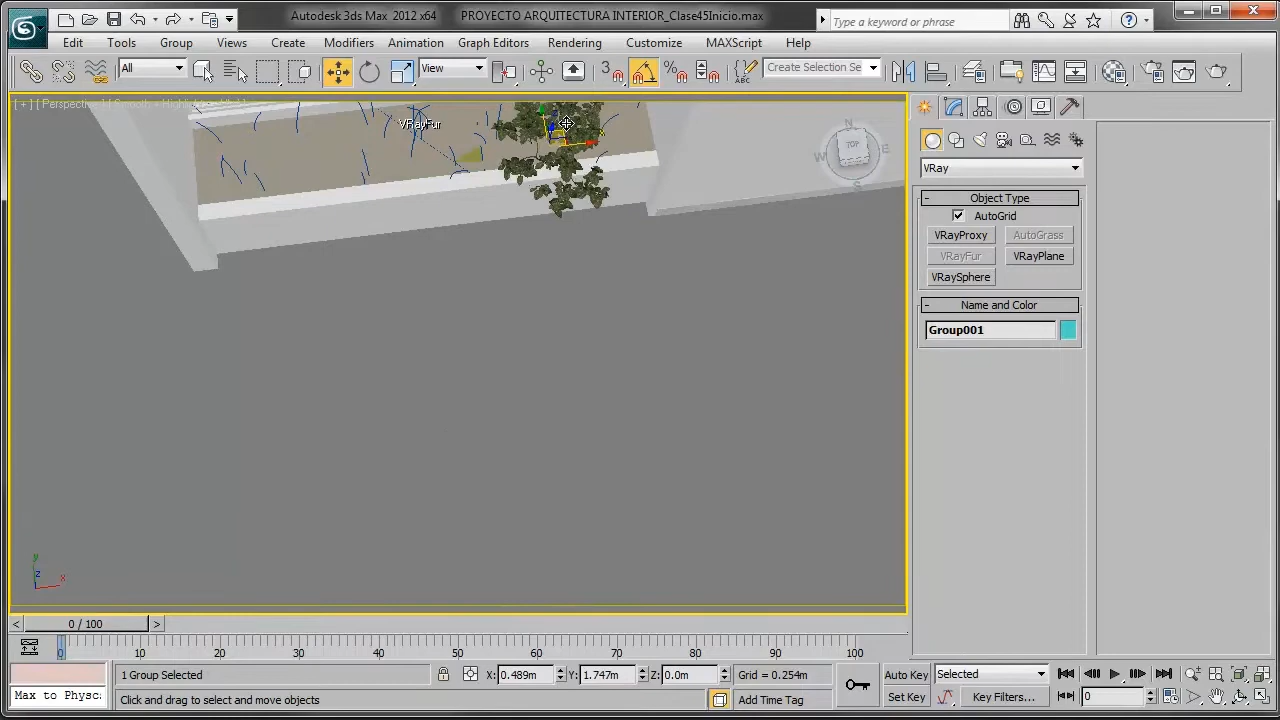 Autodesk 3ds Max 2012 x64 PROYECTO ARQUITECTURA INTERIOR_Clase45Inicio.max
Type a keyword or phrase
Edit Tools Group Views Create Modifiers Animation Graph Editors Rendering Customize MAXScript Help
All View 3 Create Selection Se
VRayFur
N
W TOP E
S
VRay
- Object Type
AutoGrid
VRayProxy AutoGrass
VRayFur VRayPlane
VRaySphere
- Name and Color
Group001
y
z x
< 0 / 100 >
0 10 20 30 40 50 60 70 80 90 100
1 Group Selected X: 0.489m Y: 1.747m Z: 0.0m Grid = 0.254m Auto Key Selected
Max to Physc Click and drag to select and move objects Add Time Tag Set Key Key Filters... 0